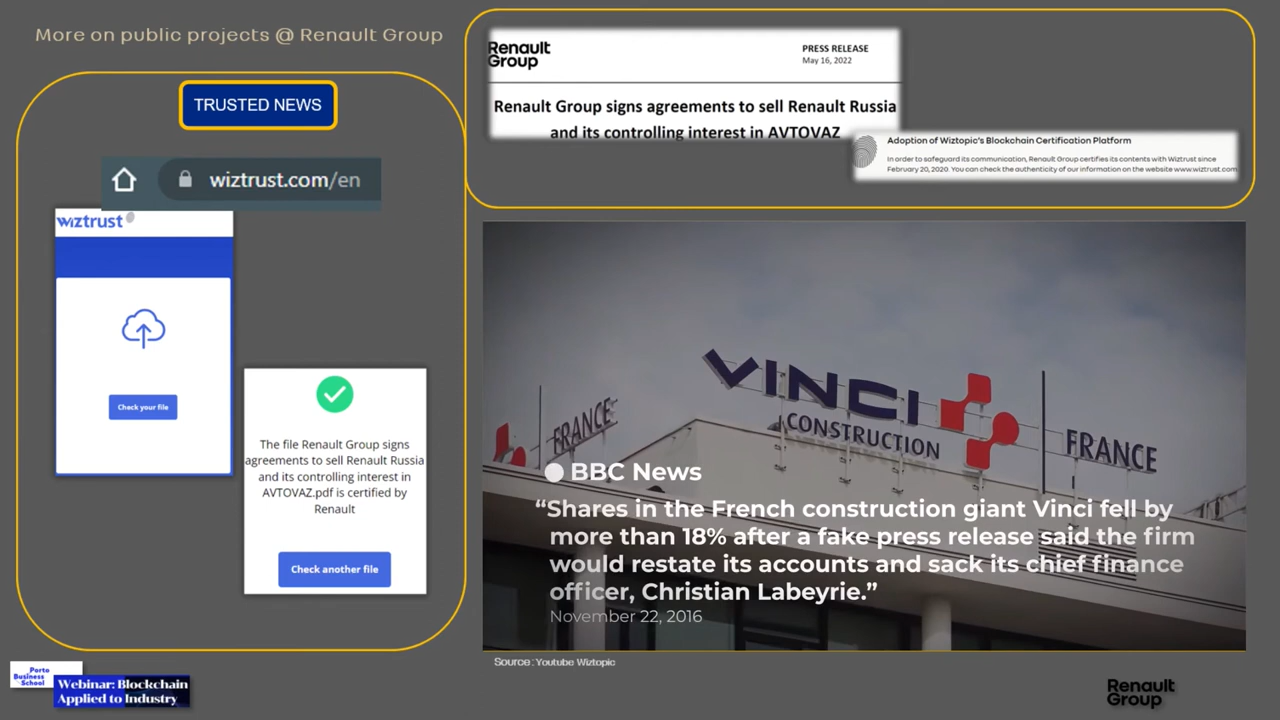 More on public projects @ Renault Group
TRUSTED NEWS
wiztrust.com/en
wiztrust
Check your file
The file Renault Group signs
agreements to sell Renault Russia
and its controlling interest in
AVTOVAZ.pdf is certified by
Renault
Check another file
Renault
Group
PRESS RELEASE
May 16, 2022
Renault Group signs agreements to sell Renault Russia
and its controlling interest in AVTOVAZ
Adoption of Wiztopic's Blockchain Certification Platform
In order to safeguard its communication, Renault Group certifies its contents with Wiztrust since
February 20, 2020. You can check the authenticity of our information on the website www.wiztrust.com
VINCI
CONSTRUCTION
FRANCE
FRANCE
BBC News
“Shares in the French construction giant Vinci fell by
more than 18% after a fake press release said the firm
would restate its accounts and sack its chief finance
officer, Christian Labeyrie.”
November 22, 2016
Source : Youtube Wiztopic
Porto
Business
School
Webinar: Blockchain
Applied to Industry
Renault
Group